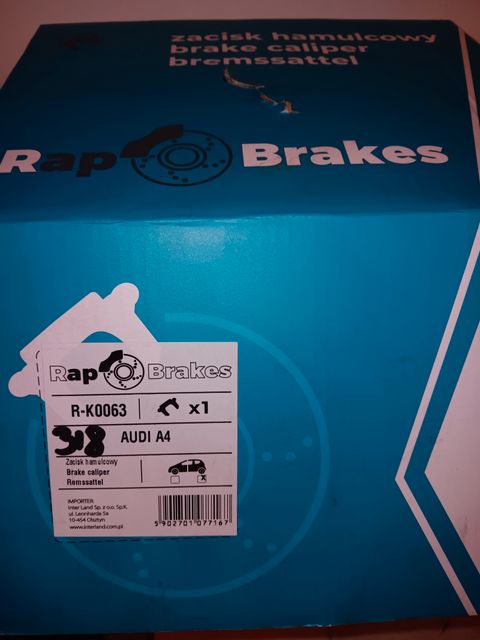 zacisk hamulcowy
brake caliper
bremssattel
Rap Brakes
Rap Brakes
R-K0063 x1
318 AUDI A4
Zacisk hamulcowy
Brake caliper
Remssattel
X
IMPORTER:
Inter Land Sp. z o.o. Sp.K.
ul. Leonharda 5a
10-454 Olsztyn
www.interland.com.pl
5 902701 077167